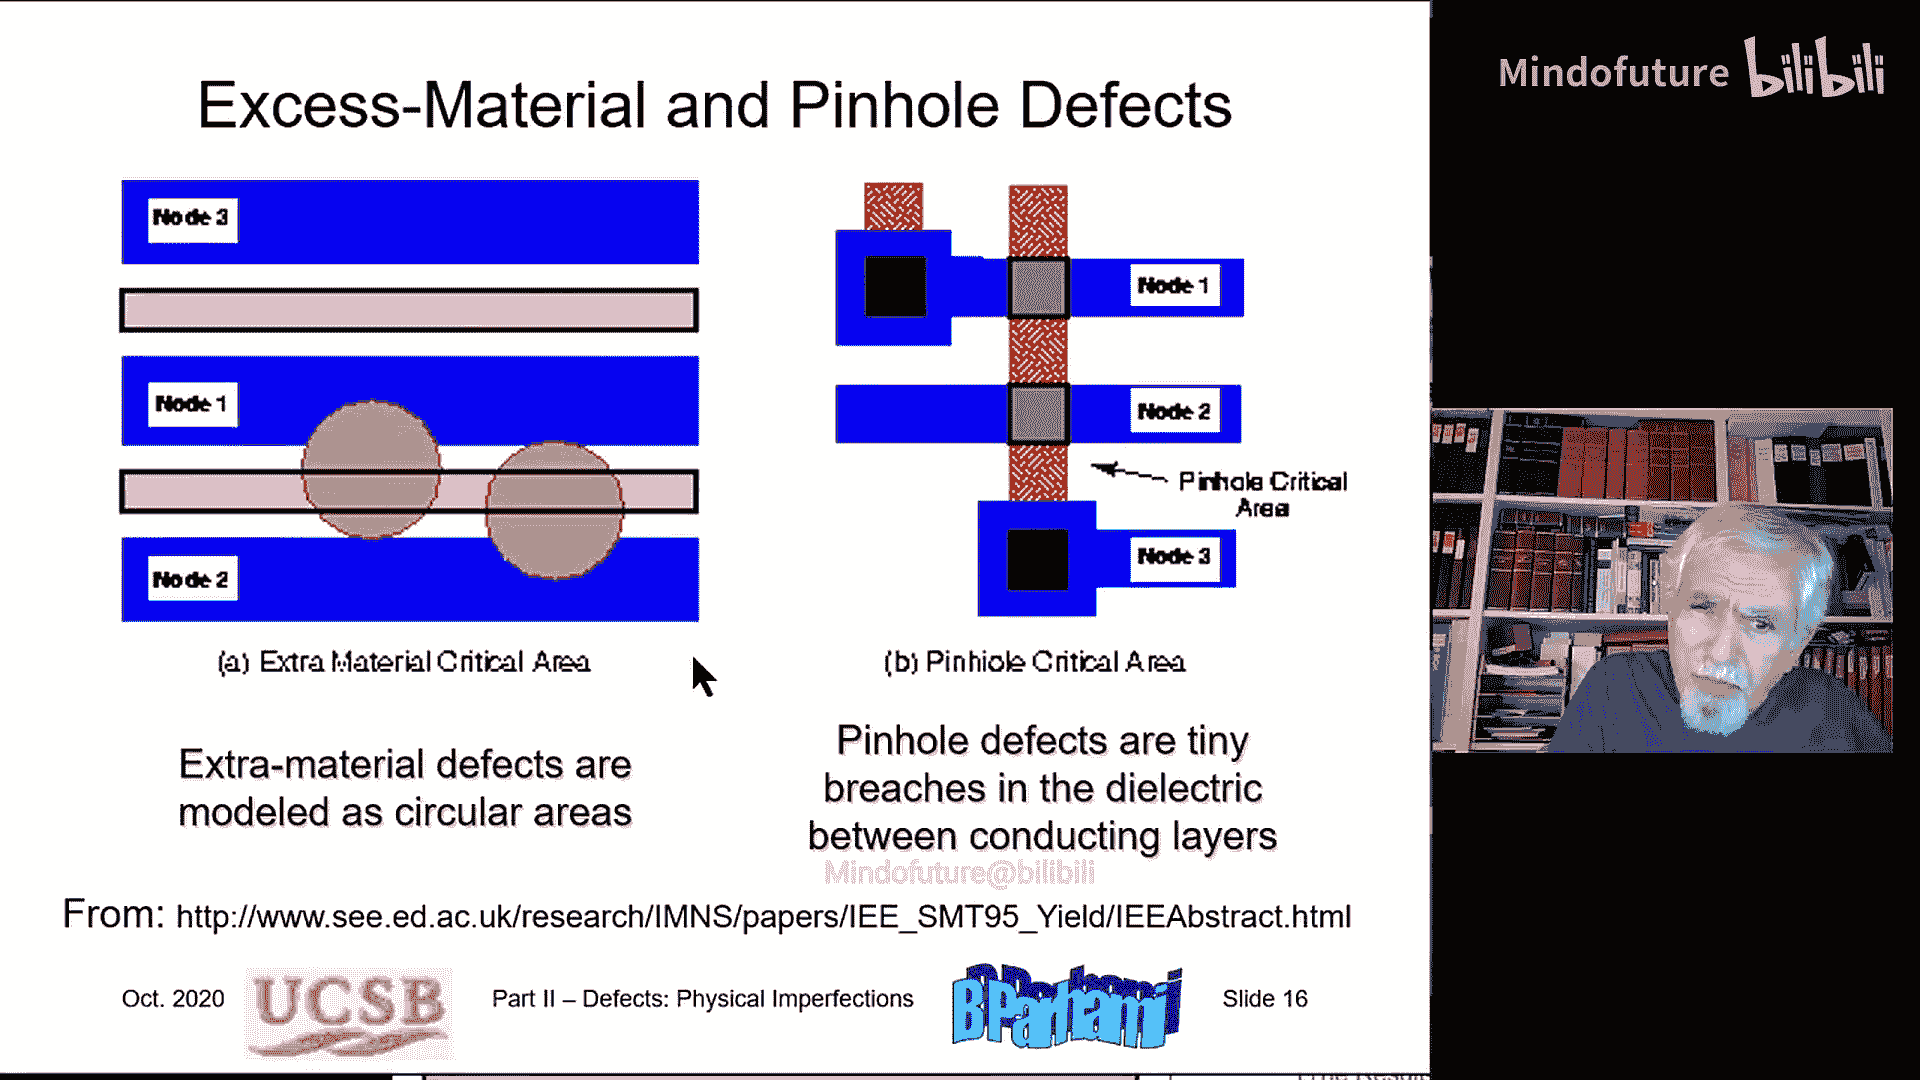 Excess-Material and Pinhole Defects
Node 3
Node 1
Node 2
(a) Extra Material Critical Area
Node 1
Node 2
Pinhole Critical
Area
Node 3
(b) Pinhiole Critical Area
Extra-material defects are
modeled as circular areas
Pinhole defects are tiny
breaches in the dielectric
between conducting layers
Mindofuture@bilibili
From: http://www.see.ed.ac.uk/research/IMNS/papers/IEE_SMT95_Yield/IEEAbstract.html
Oct. 2020
UCSB
Part II – Defects: Physical Imperfections
B Parhami
Slide 16
Mindofuture bilibili